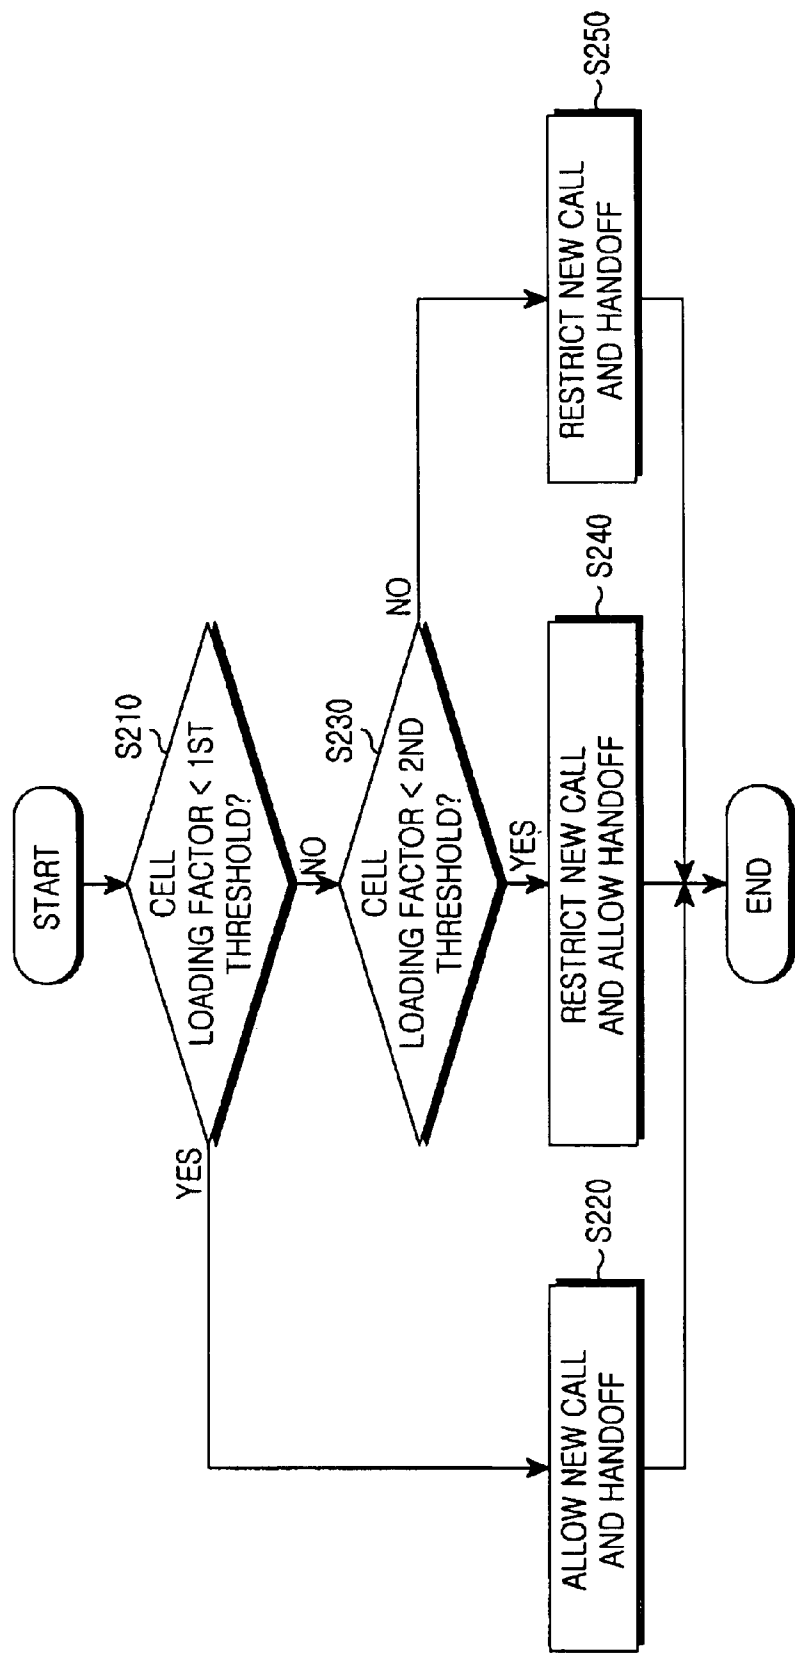 START
S210
CELL
LOADING FACTOR < 1ST
THRESHOLD?
YES
NO
S230
CELL
LOADING FACTOR < 2ND
THRESHOLD?
NO
YES
S220
ALLOW NEW CALL
AND HANDOFF
S240
RESTRICT NEW CALL
AND ALLOW HANDOFF
S250
RESTRICT NEW CALL
AND HANDOFF
END